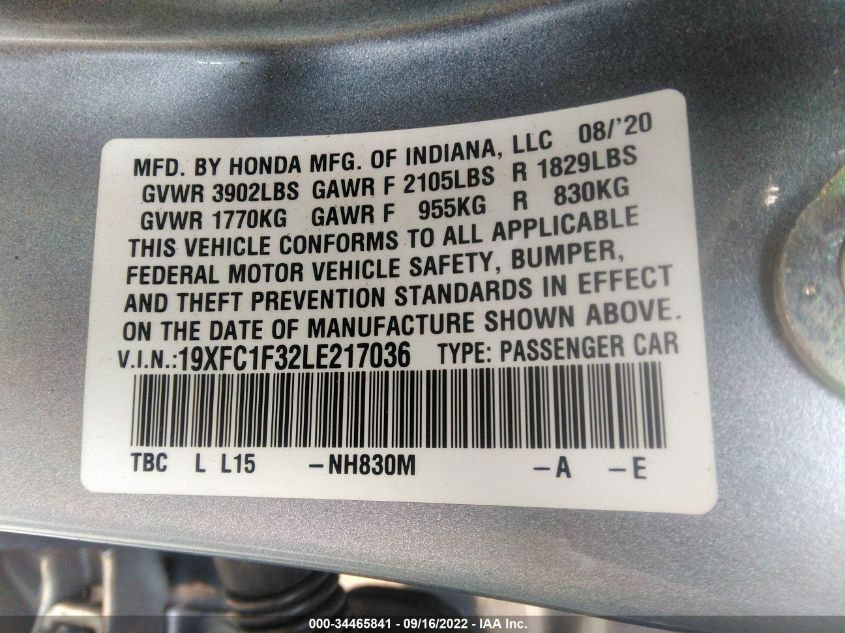 MFD. BY HONDA MFG. OF INDIANA, LLC 08/'20
GVWR 3902LBS GAWR F 2105LBS R 1829LBS
GVWR 1770KG GAWR F 955KG R 830KG
THIS VEHICLE CONFORMS TO ALL APPLICABLE
FEDERAL MOTOR VEHICLE SAFETY, BUMPER,
AND THEFT PREVENTION STANDARDS IN EFFECT
ON THE DATE OF MANUFACTURE SHOWN ABOVE.
V.I.N.:19XFC1F32LE217036 TYPE: PASSENGER CAR
TBC L L15 -NH830M -A -E
000-34465841 - 09/16/2022 - IAA Inc.